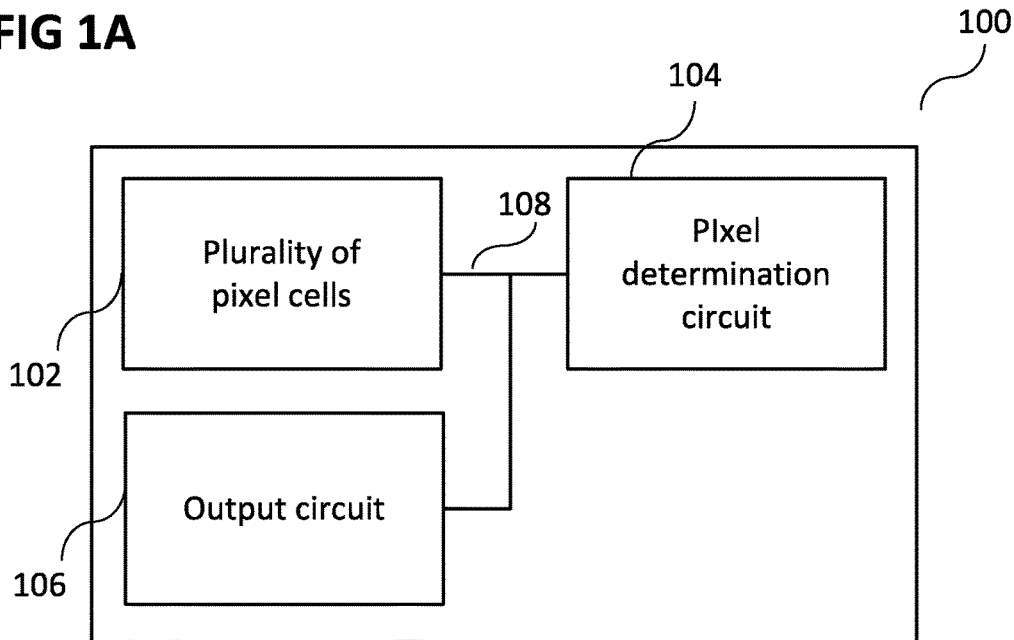 FIG 1A
100
104
108
Plurality of
pixel cells
PIxel
determination
circuit
102
Output circuit
106